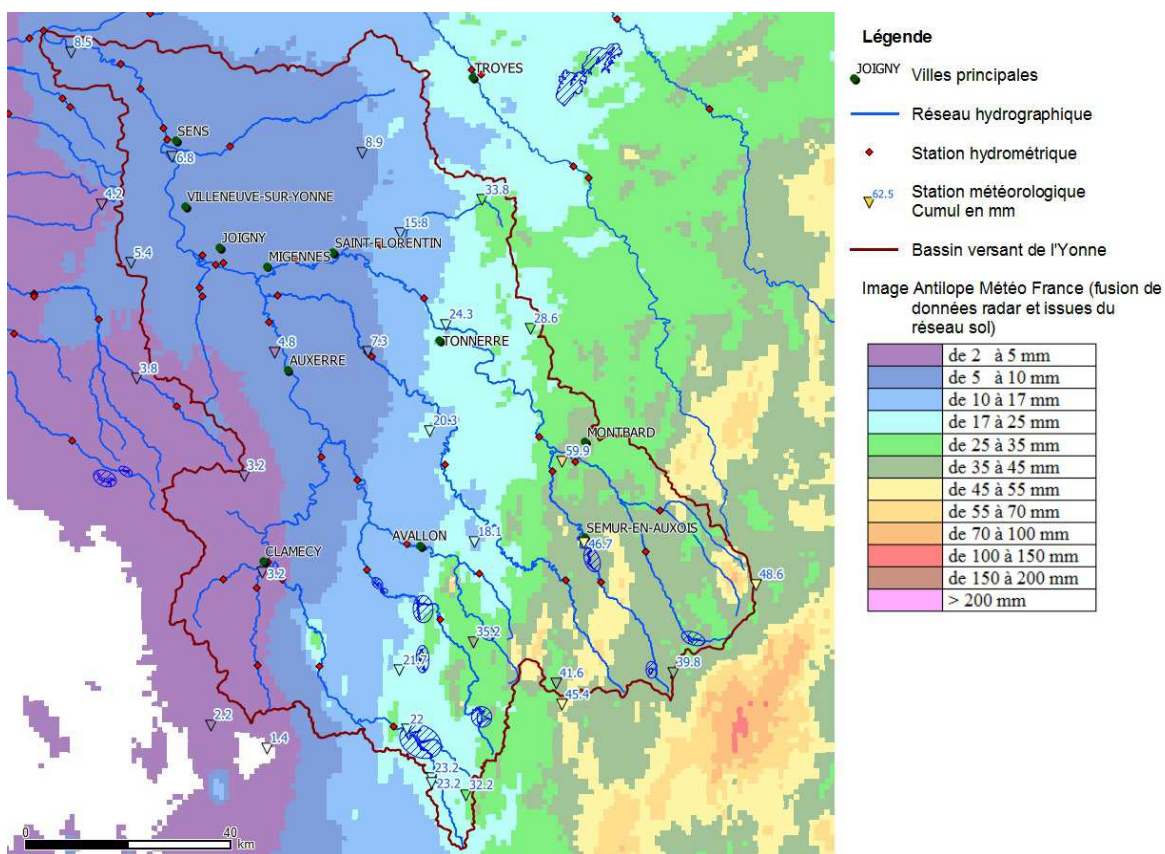 8.5
TROYES
SENS
6.8
8.9
4.2
VILLENEUVE-SUR-YONNE
33.8
15.8
JOIGNY
SAINT-FLORENTIN
MIGENNES
5.4
24.3
28.6
TONNERRE
4.8
7.3
AUXERRE
3.8
20.3
MONTBARD
59.9
3.2
SEMUR-EN-AUXOIS
46.7
AVALLON
18.1
CLAMECY
3.2
48.6
35.2
21.7
41.6
39.8
45.4
2.2
22
1.4
23.2
23.2
32.2
0
40
km
Légende
JOIGNY
Villes principales
Réseau hydrographique
Station hydrométrique
62.5
Station météorologique
Cumul en mm
Bassin versant de l'Yonne
Image Antilope Météo France (fusion de
données radar et issues du
réseau sol)
de 2 à 5 mm
de 5 à 10 mm
de 10 à 17 mm
de 17 à 25 mm
de 25 à 35 mm
de 35 à 45 mm
de 45 à 55 mm
de 55 à 70 mm
de 70 à 100 mm
de 100 à 150 mm
de 150 à 200 mm
> 200 mm